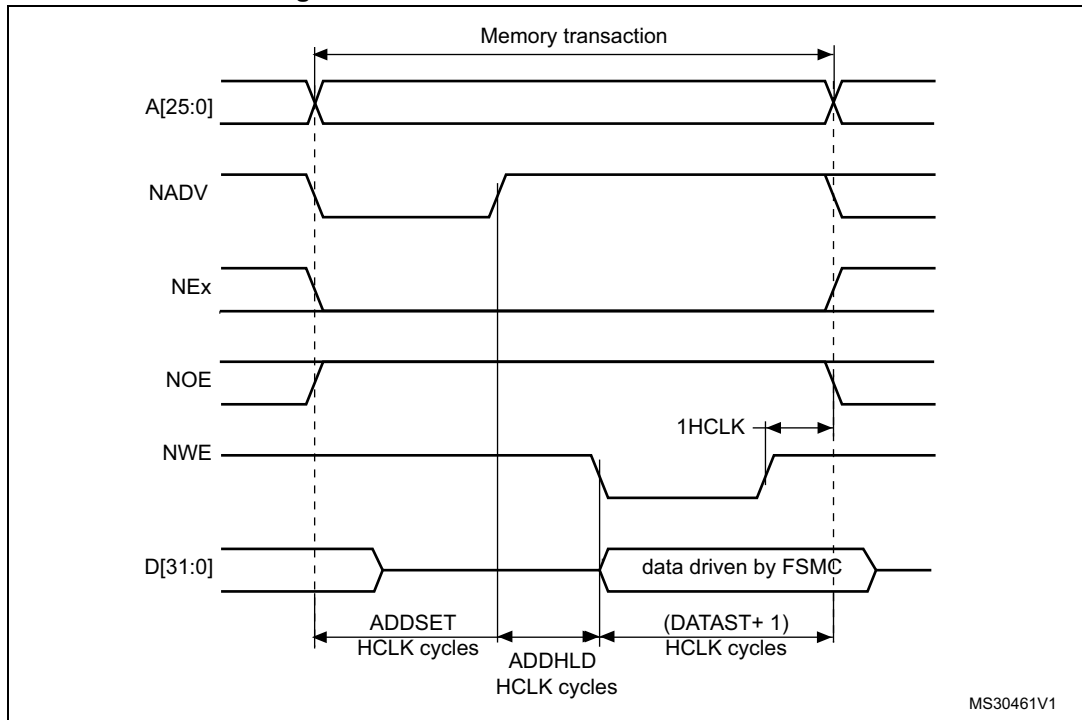 Memory transaction
A[25:0]
NADV
NEx
NOE
1HCLK
NWE
D[31:0]
data driven by FSMC
ADDSET
HCLK cycles
ADDHLD
HCLK cycles
(DATAST+ 1)
HCLK cycles
MS30461V1